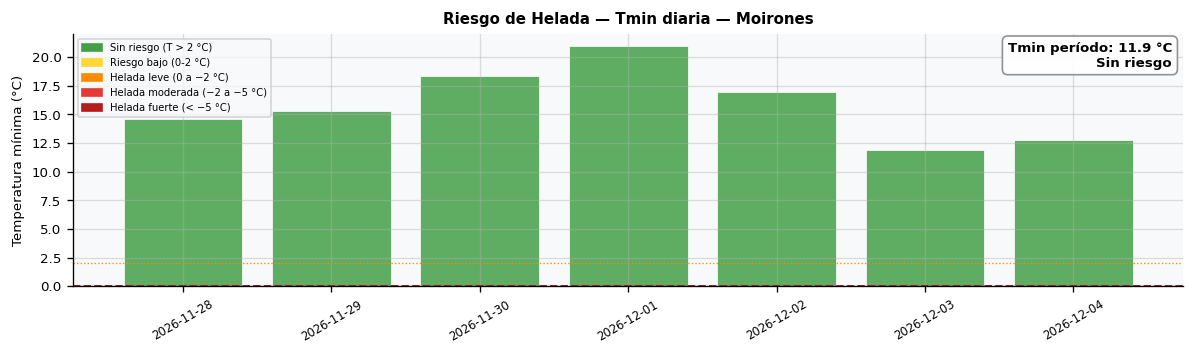 Riesgo de Helada — Tmin diaria — Moirones
Sin riesgo (T > 2 °C)
Riesgo bajo (0-2 °C)
Helada leve (0 a −2 °C)
Helada moderada (−2 a −5 °C)
Helada fuerte (< −5 °C)
Tmin período: 11.9 °C
Sin riesgo
Temperatura mínima (°C)
20.0
17.5
15.0
12.5
10.0
7.5
5.0
2.5
0.0
2026-11-28
2026-11-29
2026-11-30
2026-12-01
2026-12-02
2026-12-03
2026-12-04